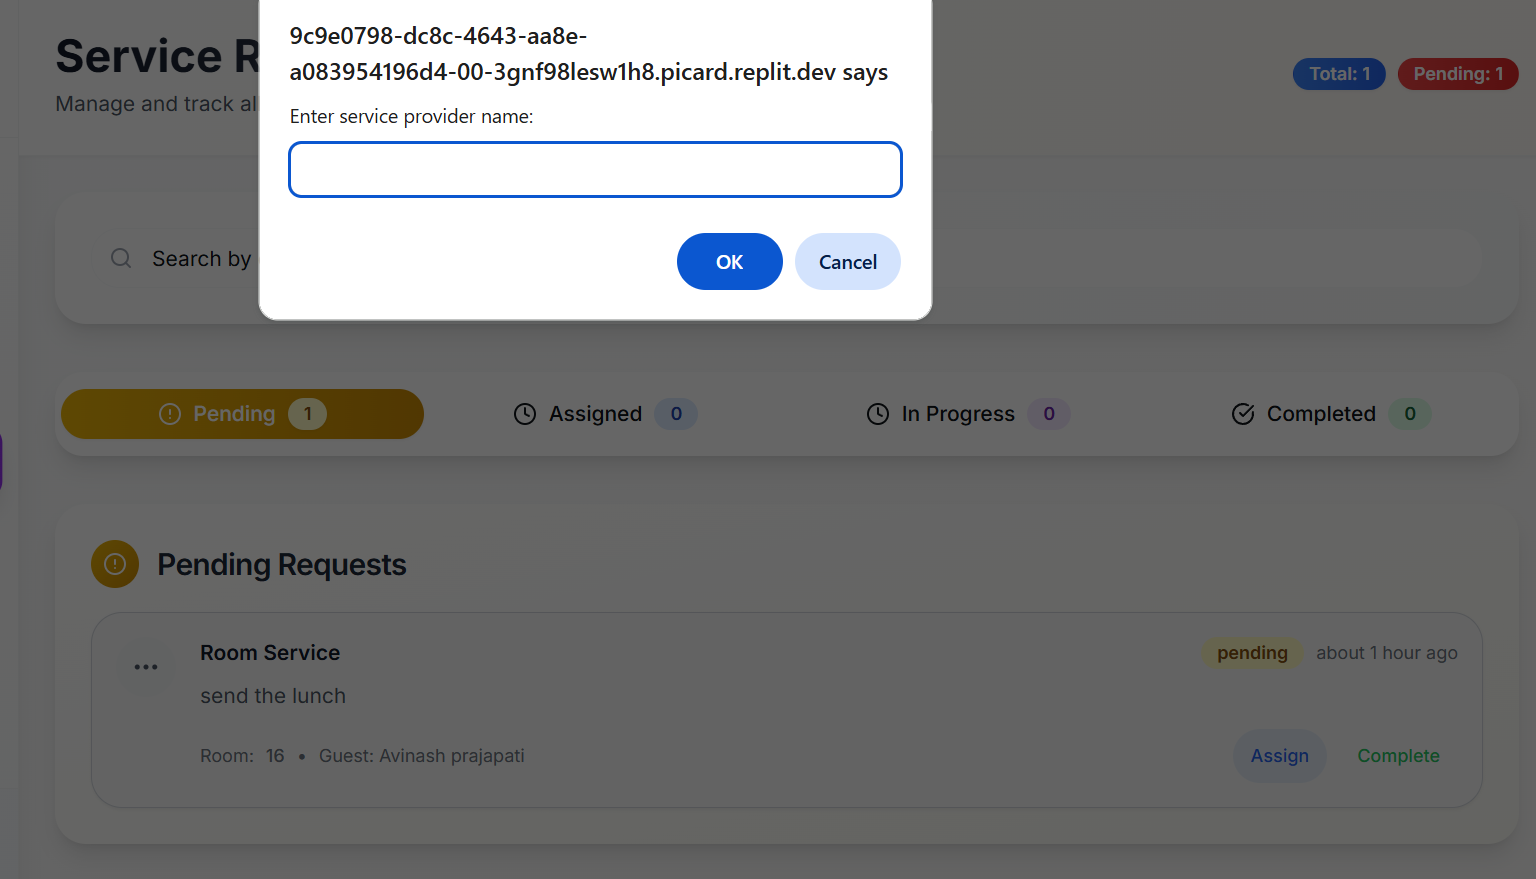 9c9e0798-dc8c-4643-aa8e-
a083954196d4-00-3gnf98lesw1h8.picard.replit.dev says
Enter service provider name:
OK
Cancel
Service R
Manage and track al
Total: 1
Pending: 1
Search by
Pending 1
Assigned 0
In Progress 0
Completed 0
Pending Requests
Room Service
pending about 1 hour ago
send the lunch
Room: 16 • Guest: Avinash prajapati
Assign
Complete